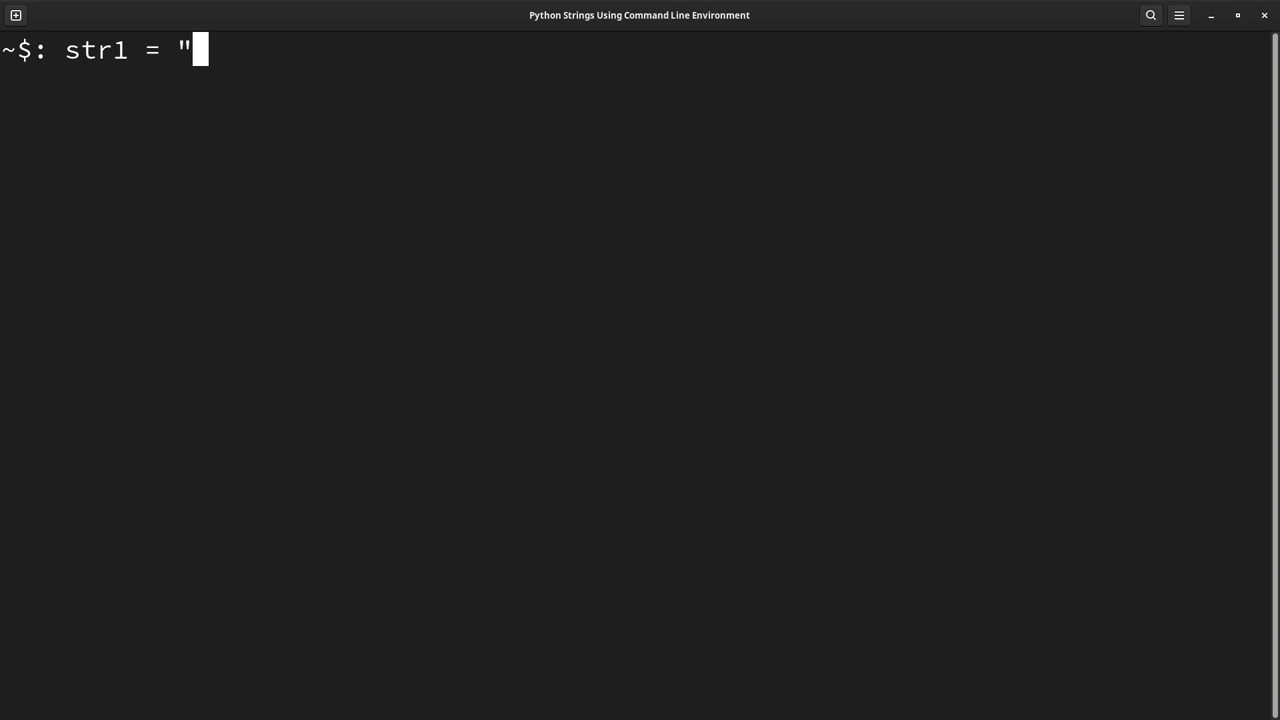 Python Strings Using Command Line Environment
~$: str1 = "